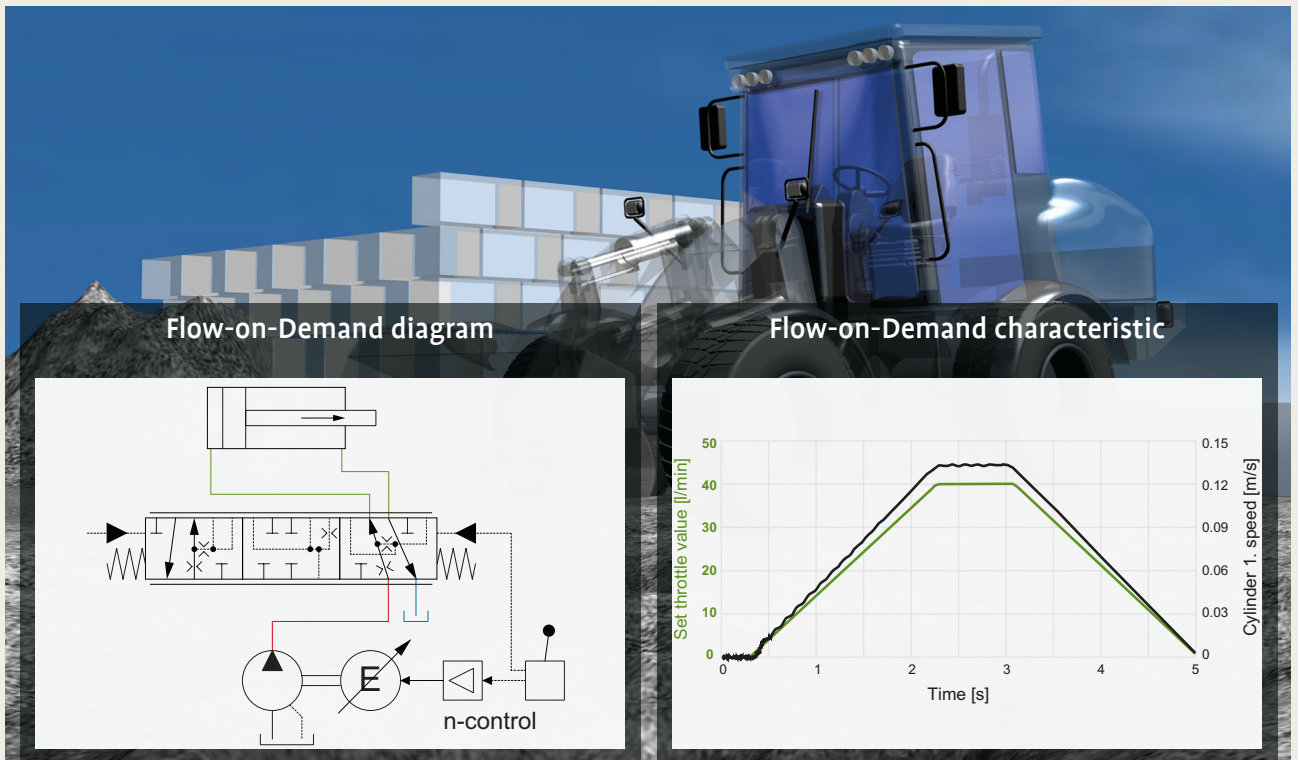 Flow-on-Demand diagram
E
n-control
Flow-on-Demand characteristic
Set throttle value [l/min]
50
40
30
20
10
0
0 1 2 3 4 5
Time [s]
0.15
0.12
0.09
0.06
0.03
0
Cylinder 1. speed [m/s]